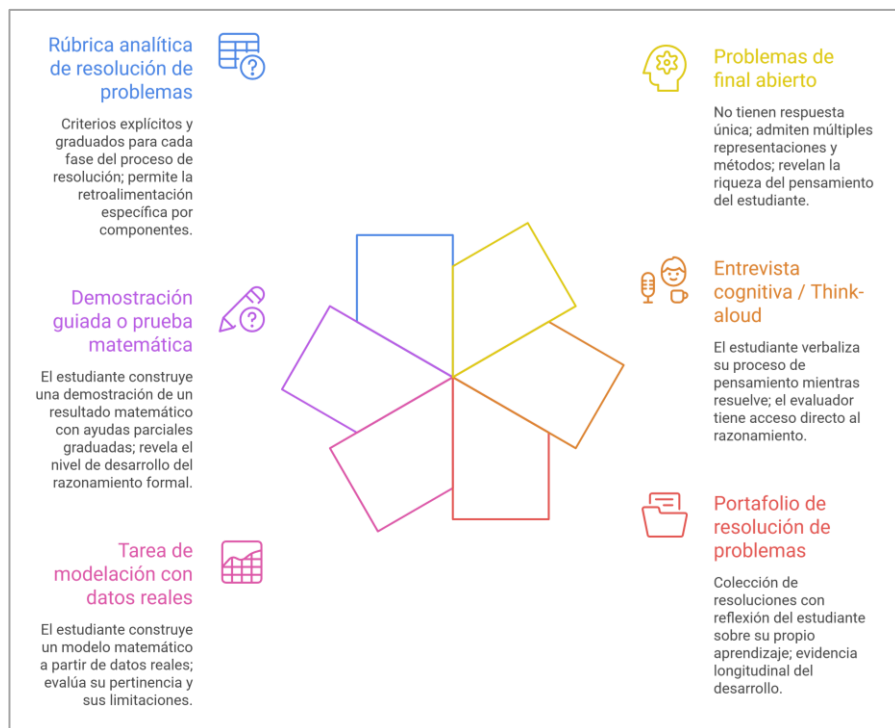 Rúbrica analítica
de resolución de
problemas
Criterios explícitos y
graduados para cada
fase del proceso de
resolución; permite la
retroalimentación
específica por
componentes.
Demostración
guiada o prueba
matemática
El estudiante construye
una demostración de un
resultado matemático
con ayudas parciales
graduadas; revela el
nivel de desarrollo del
razonamiento formal.
Tarea de
modelación con
datos reales
El estudiante construye
un modelo matemático
a partir de datos reales;
evalúa su pertinencia y
sus limitaciones.
Problemas de
final abierto
No tienen respuesta
única; admiten múltiples
representaciones y
métodos; revelan la
riqueza del pensamiento
del estudiante.
Entrevista
cognitiva / Think-
aloud
El estudiante verbaliza
su proceso de
pensamiento mientras
resuelve; el evaluador
tiene acceso directo al
razonamiento.
Portafolio de
resolución de
problemas
Colección de
resoluciones con
reflexión del estudiante
sobre su propio
aprendizaje; evidencia
longitudinal del
desarrollo.